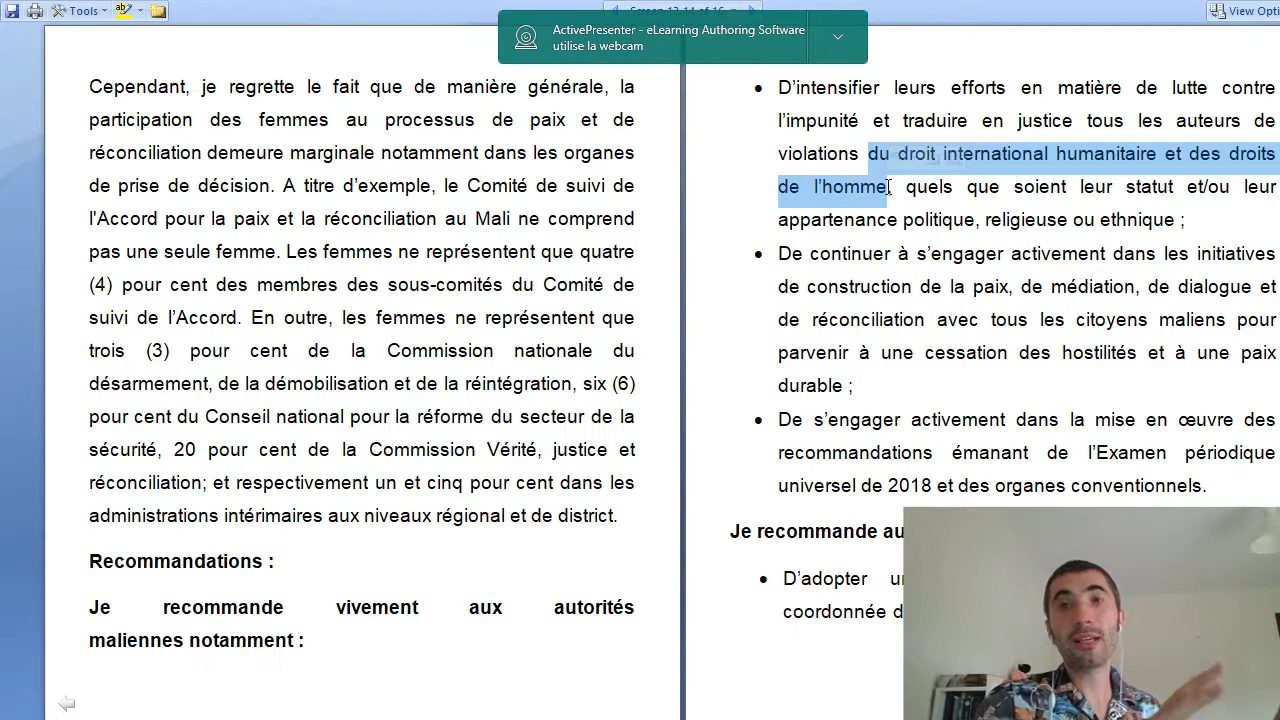 Tools
Screen 13-14 of 16
View Opti
ActivePresenter - eLearning Authoring Software
utilise la webcam
Cependant, je regrette le fait que de manière générale, la
participation des femmes au processus de paix et de
réconciliation demeure marginale notamment dans les organes
de prise de décision. A titre d’exemple, le Comité de suivi de
l'Accord pour la paix et la réconciliation au Mali ne comprend
pas une seule femme. Les femmes ne représentent que quatre
(4) pour cent des membres des sous-comités du Comité de
suivi de l’Accord. En outre, les femmes ne représentent que
trois (3) pour cent de la Commission nationale du
désarmement, de la démobilisation et de la réintégration, six (6)
pour cent du Conseil national pour la réforme du secteur de la
sécurité, 20 pour cent de la Commission Vérité, justice et
réconciliation; et respectivement un et cinq pour cent dans les
administrations intérimaires aux niveaux régional et de district.
Recommandations :
Je recommande vivement aux autorités
maliennes notamment :
• D’intensifier leurs efforts en matière de lutte contre
l’impunité et traduire en justice tous les auteurs de
violations du droit international humanitaire et des droits
de l’homme, quels que soient leur statut et/ou leur
appartenance politique, religieuse ou ethnique ;
• De continuer à s’engager activement dans les initiatives
de construction de la paix, de médiation, de dialogue et
de réconciliation avec tous les citoyens maliens pour
parvenir à une cessation des hostilités et à une paix
durable ;
• De s’engager activement dans la mise en œuvre des
recommandations émanant de l’Examen périodique
universel de 2018 et des organes conventionnels.
Je recommande au
• D’adopter
coordonnée d